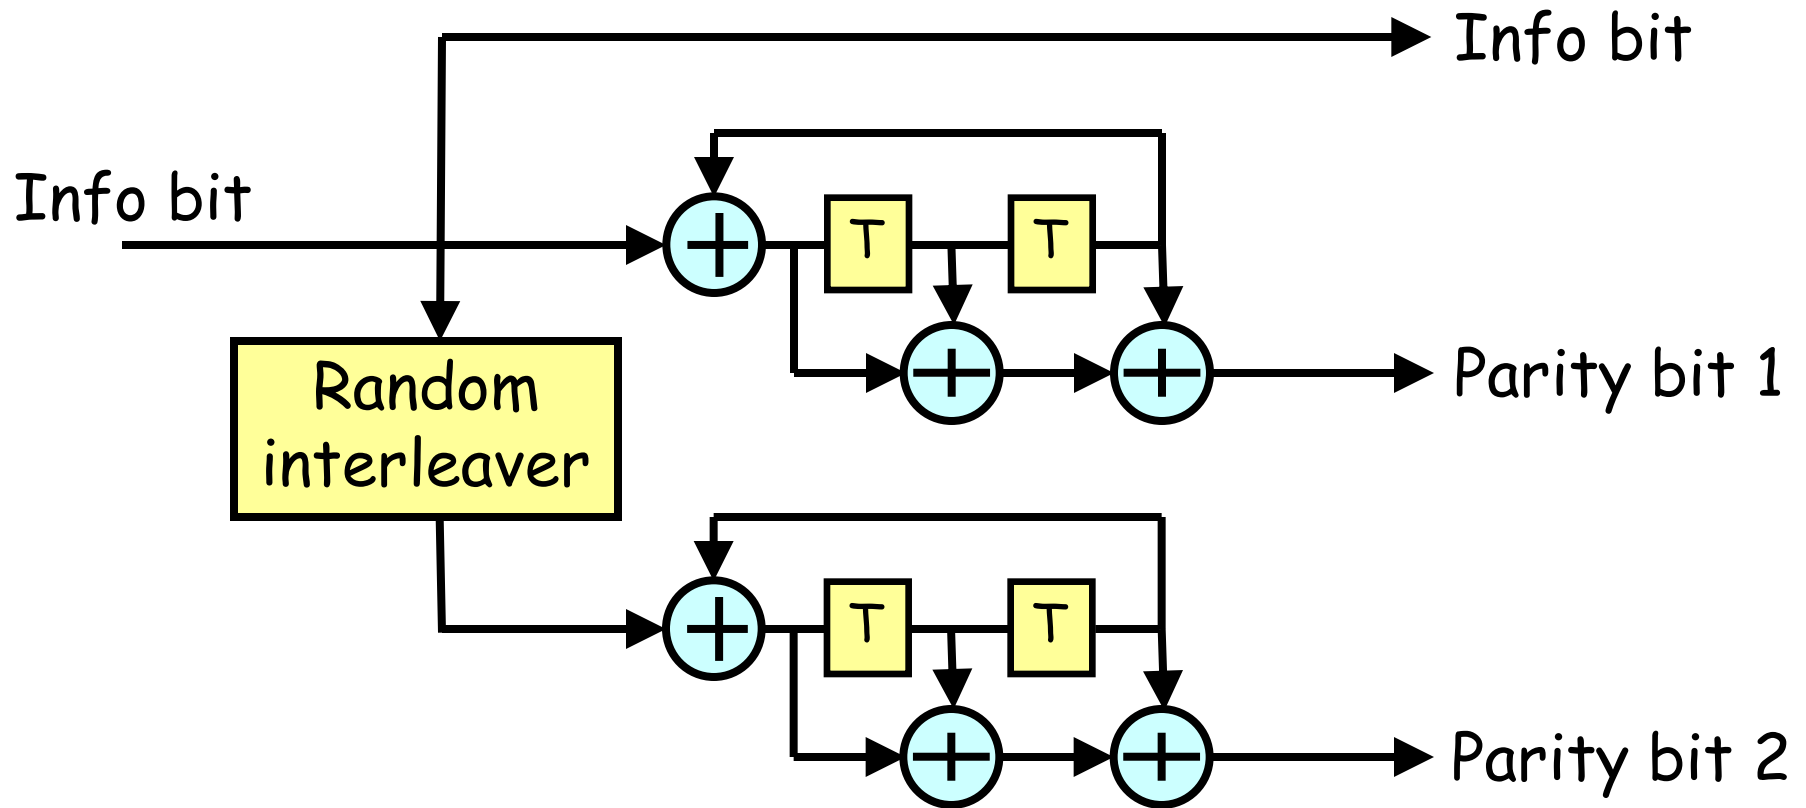 Info bit
Info bit
T T
Random
interleaver
Parity bit 1
T T
Parity bit 2